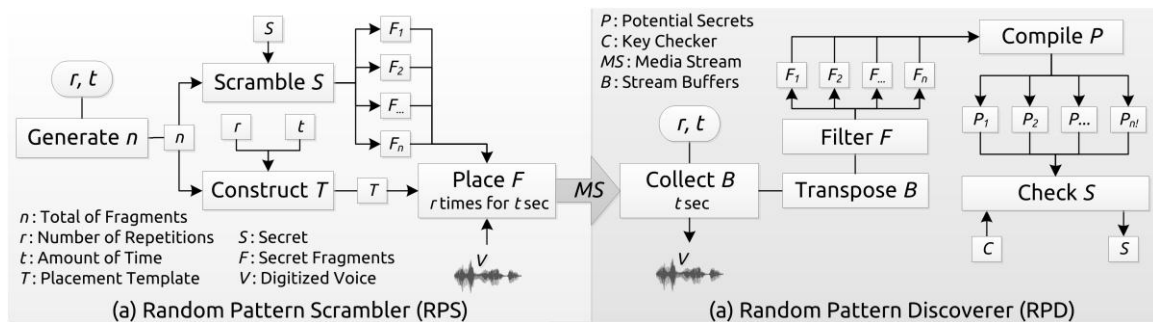 S
r, t
Generate n
n
Scramble S
r
t
Construct T
T
F1
F2
F...
Fn
Place F
r times for t sec
V
n: Total of Fragments
r: Number of Repetitions
t: Amount of Time
T: Placement Template
S: Secret
F: Secret Fragments
V: Digitized Voice
(a) Random Pattern Scrambler (RPS)
MS
P: Potential Secrets
C: Key Checker
MS: Media Stream
B: Stream Buffers
r, t
Collect B
t sec
V
Transpose B
Filter F
F1
F2
F...
Fn
Compile P
P1
P2
P...
Pn!
Check S
C
S
(a) Random Pattern Discoverer (RPD)